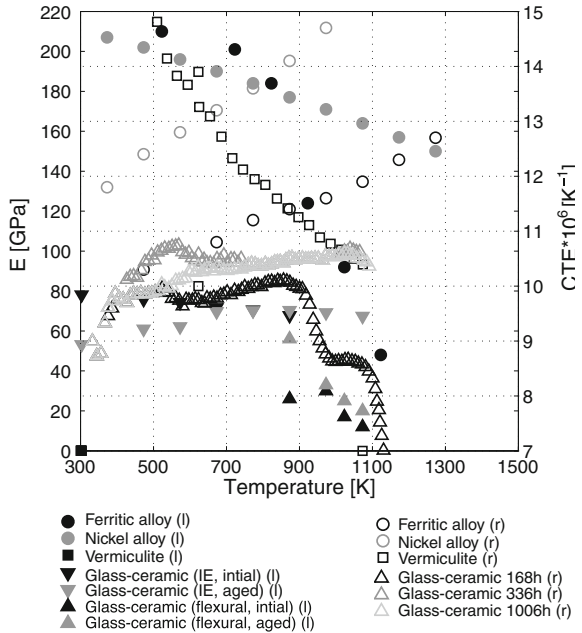 220
200
180
160
140
120
100
80
60
40
20
0
E [GPa]
15
14
13
12
11
10
9
8
7
CTE*10⁶[K⁻¹]
300 500 700 900 1100 1300 1500
Temperature [K]
Ferritic alloy (l)
Nickel alloy (l)
Vermiculite (l)
Glass-ceramic (IE, intial) (l)
Glass-ceramic (IE, aged) (l)
Glass-ceramic (flexural, intial) (l)
Glass-ceramic (flexural, aged) (l)
Ferritic alloy (r)
Nickel alloy (r)
Vermiculite (r)
Glass-ceramic 168h (r)
Glass-ceramic 336h (r)
Glass-ceramic 1006h (r)